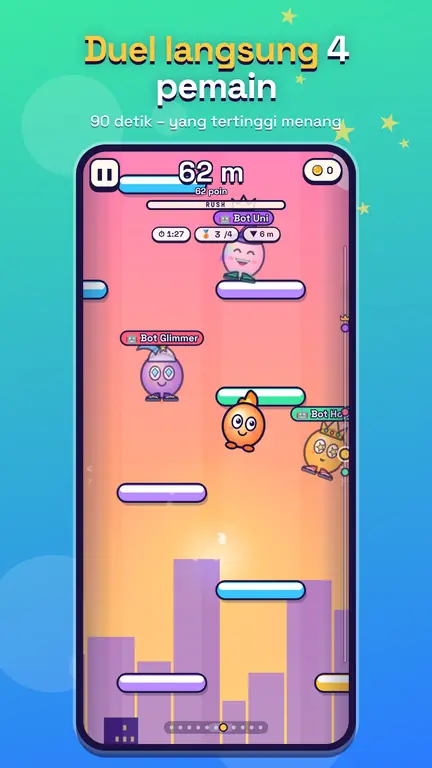 Duel langsung 4
pemain
90 detik – yang tertinggi menang
62 m
0
62 poin
RUSH
Bot Uni
1:27
3 /4
▼ 6 m
Bot Glimmer
Bot Ho